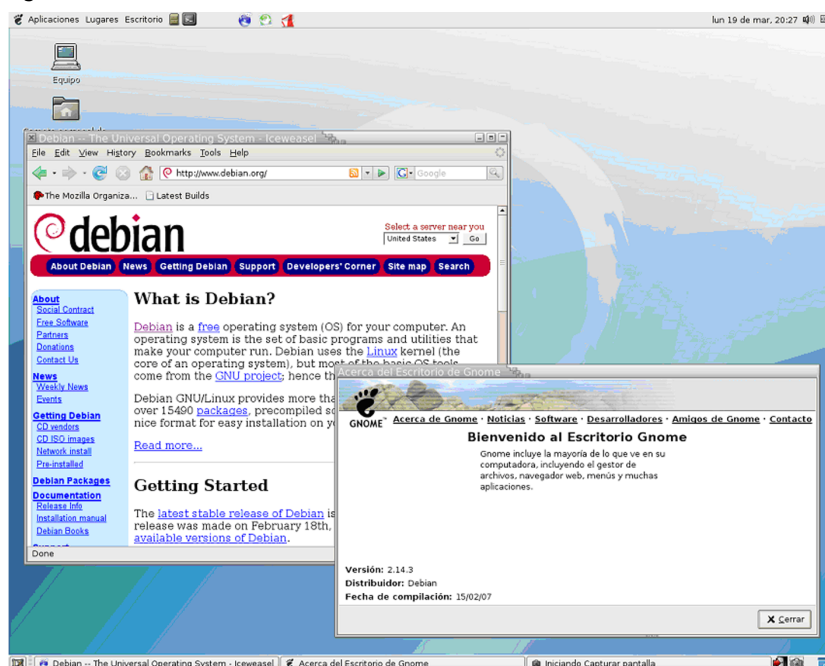 Aplicaciones Lugares Escritorio
lun 19 de mar, 20:27
Equipo
Debian -- The Universal Operating System - Iceweasel
File Edit View History Bookmarks Tools Help
http://www.debian.org/
Google
The Mozilla Organiza... Latest Builds
debian
Select a server near you
United States Go
About Debian News Getting Debian Support Developers' Corner Site map Search
About
Social Contract
Free Software
Partners
Donations
Contact Us
News
Weekly News
Events
Getting Debian
CD vendors
CD ISO images
Network install
Pre-installed
Debian Packages
Documentation
Release Info
Installation manual
Debian Books
What is Debian?
Debian is a free operating system (OS) for your computer. An
operating system is the set of basic programs and utilities that
make your computer run. Debian uses the Linux kernel (the
core of an operating system), but most of the basic OS tools
come from the GNU project; hence th
Debian GNU/Linux provides more tha
over 15490 packages, precompiled so
nice format for easy installation on y
Read more...
Getting Started
The latest stable release of Debian is
release was made on February 18th,
available versions of Debian.
Done
Acerca del Escritorio de Gnome
GNOME
Acerca de Gnome · Noticias · Software · Desarrolladores · Amigos de Gnome · Contacto
Bienvenido al Escritorio Gnome
Gnome incluye la mayoría de lo que ve en su
computadora, incluyendo el gestor de
archivos, navegador web, menús y muchas
aplicaciones.
Versión: 2.14.3
Distribuidor: Debian
Fecha de compilación: 15/02/07
Cerrar
Debian -- The Universal Operating System - Iceweasel
Acerca del Escritorio de Gnome
Iniciando Capturar pantalla